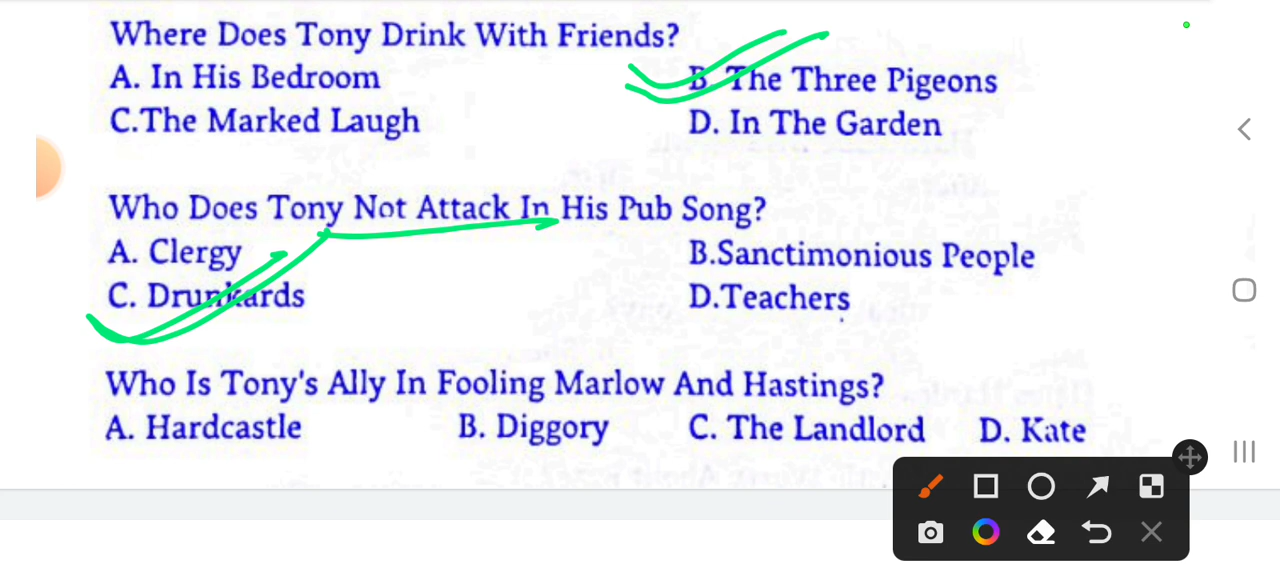 Where Does Tony Drink With Friends?
A. In His Bedroom B. The Three Pigeons
C.The Marked Laugh D. In The Garden
Who Does Tony Not Attack In His Pub Song?
A. Clergy B.Sanctimonious People
C. Drunkards D.Teachers
Who Is Tony's Ally In Fooling Marlow And Hastings?
A. Hardcastle B. Diggory C. The Landlord D. Kate